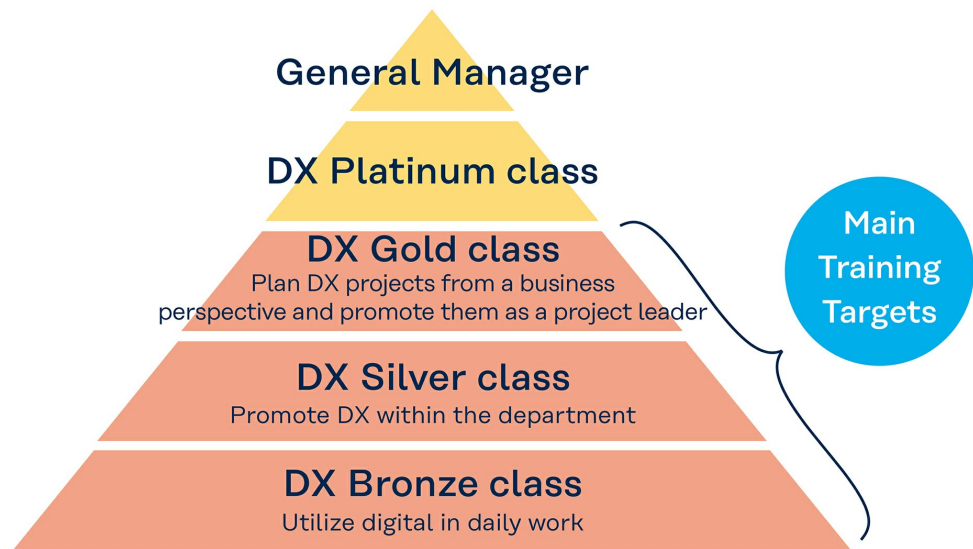 General Manager
DX Platinum class
DX Gold class
Plan DX projects from a business
perspective and promote them as a project leader
DX Silver class
Promote DX within the department
DX Bronze class
Utilize digital in daily work
Main
Training
Targets